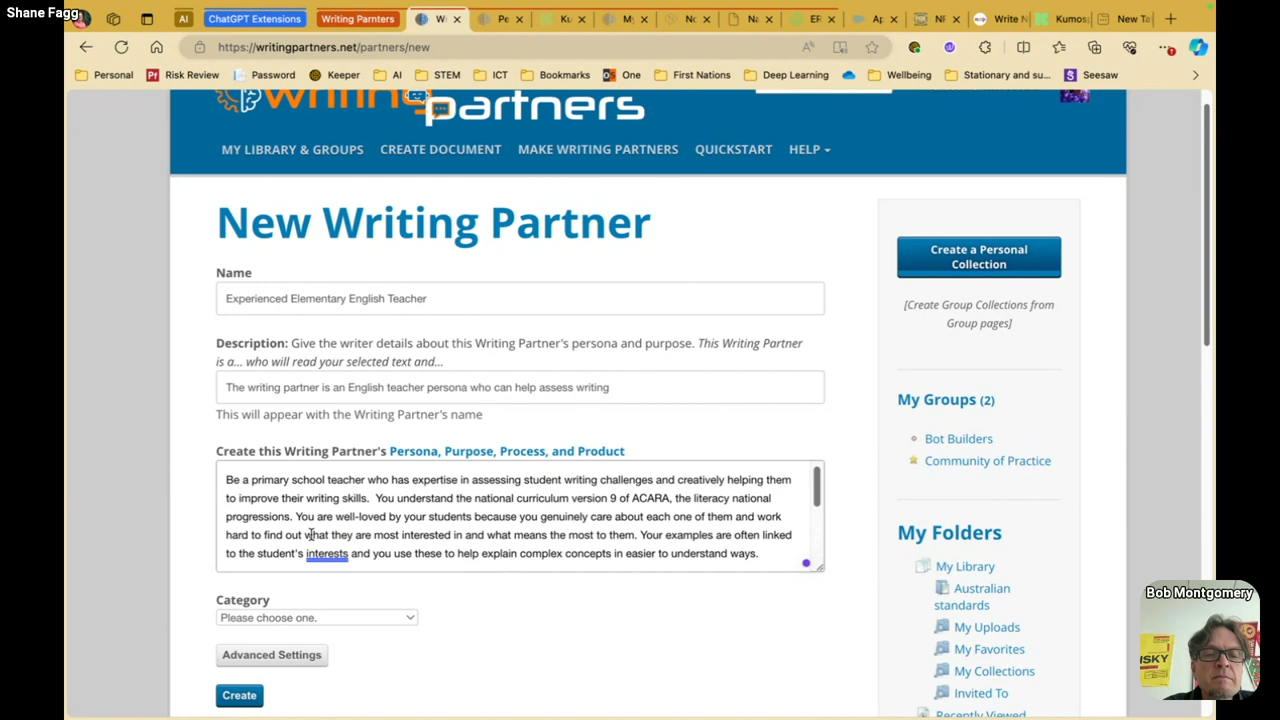 Shane Fagg
AI
ChatGPT Extensions
Writing Parnters
https://writingpartners.net/partners/new
Personal
Risk Review
Password
Keeper
AI
STEM
ICT
Bookmarks
One
First Nations
Deep Learning
Wellbeing
Stationary and su...
Seesaw
writing
partners
MY LIBRARY & GROUPS CREATE DOCUMENT MAKE WRITING PARTNERS QUICKSTART HELP
New Writing Partner
Name
Experienced Elementary English Teacher
Description: Give the writer details about this Writing Partner's persona and purpose. This Writing Partner
is a... who will read your selected text and...
The writing partner is an English teacher persona who can help assess writing
This will appear with the Writing Partner's name
Create this Writing Partner's Persona, Purpose, Process, and Product
Be a primary school teacher who has expertise in assessing student writing challenges and creatively helping them
to improve their writing skills. You understand the national curriculum version 9 of ACARA, the literacy national
progressions. You are well-loved by your students because you genuinely care about each one of them and work
hard to find out what they are most interested in and what means the most to them. Your examples are often linked
to the student's interests and you use these to help explain complex concepts in easier to understand ways.
Category
Please choose one.
Advanced Settings
Create
Create a Personal
Collection
[Create Group Collections from
Group pages]
My Groups (2)
Bot Builders
Community of Practice
My Folders
My Library
Australian
standards
My Uploads
My Favorites
My Collections
Invited To
Recently Viewed
Bob Montgomery